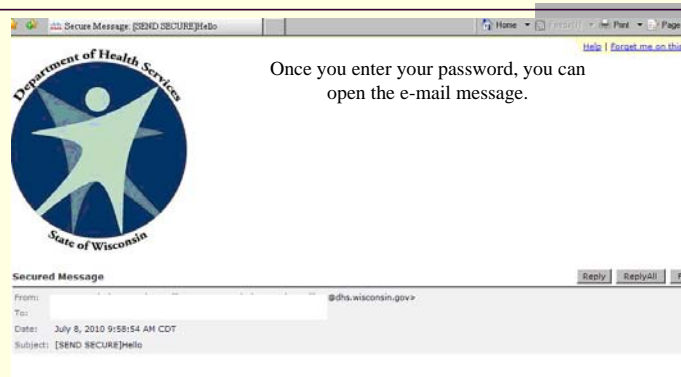 Secure Message: [SEND SECURE]Hello
Home
Print
Page
Help | Forget me on this
Department of Health Services
State of Wisconsin
Once you enter your password, you can
open the e-mail message.
Secured Message
Reply ReplyAll
From: @dhs.wisconsin.gov>
To:
Date: July 8, 2010 9:58:54 AM CDT
Subject: [SEND SECURE]Hello